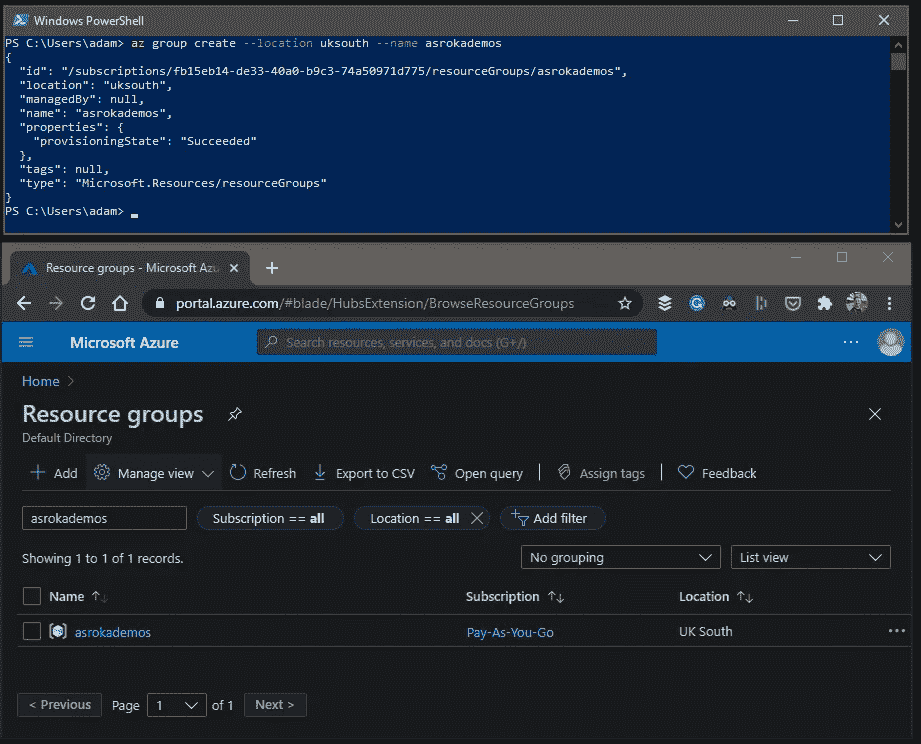 Windows PowerShell
PS C:\Users\adam> az group create --location uksouth --name asrokademos
{
  "id": "/subscriptions/fb15eb14-de33-40a0-b9c3-74a50971d775/resourceGroups/asrokademos",
  "location": "uksouth",
  "managedBy": null,
  "name": "asrokademos",
  "properties": {
    "provisioningState": "Succeeded"
  },
  "tags": null,
  "type": "Microsoft.Resources/resourceGroups"
}
PS C:\Users\adam>
Resource groups - Microsoft Azu
portal.azure.com/#blade/HubsExtension/BrowseResourceGroups
Microsoft Azure Search resources, services, and docs (G+/)
Home
Resource groups
Default Directory
Add Manage view Refresh Export to CSV Open query Assign tags Feedback
asrokademos Subscription == all Location == all Add filter
Showing 1 to 1 of 1 records. No grouping List view
Name Subscription Location
asrokademos Pay-As-You-Go UK South
< Previous Page 1 of 1 Next >